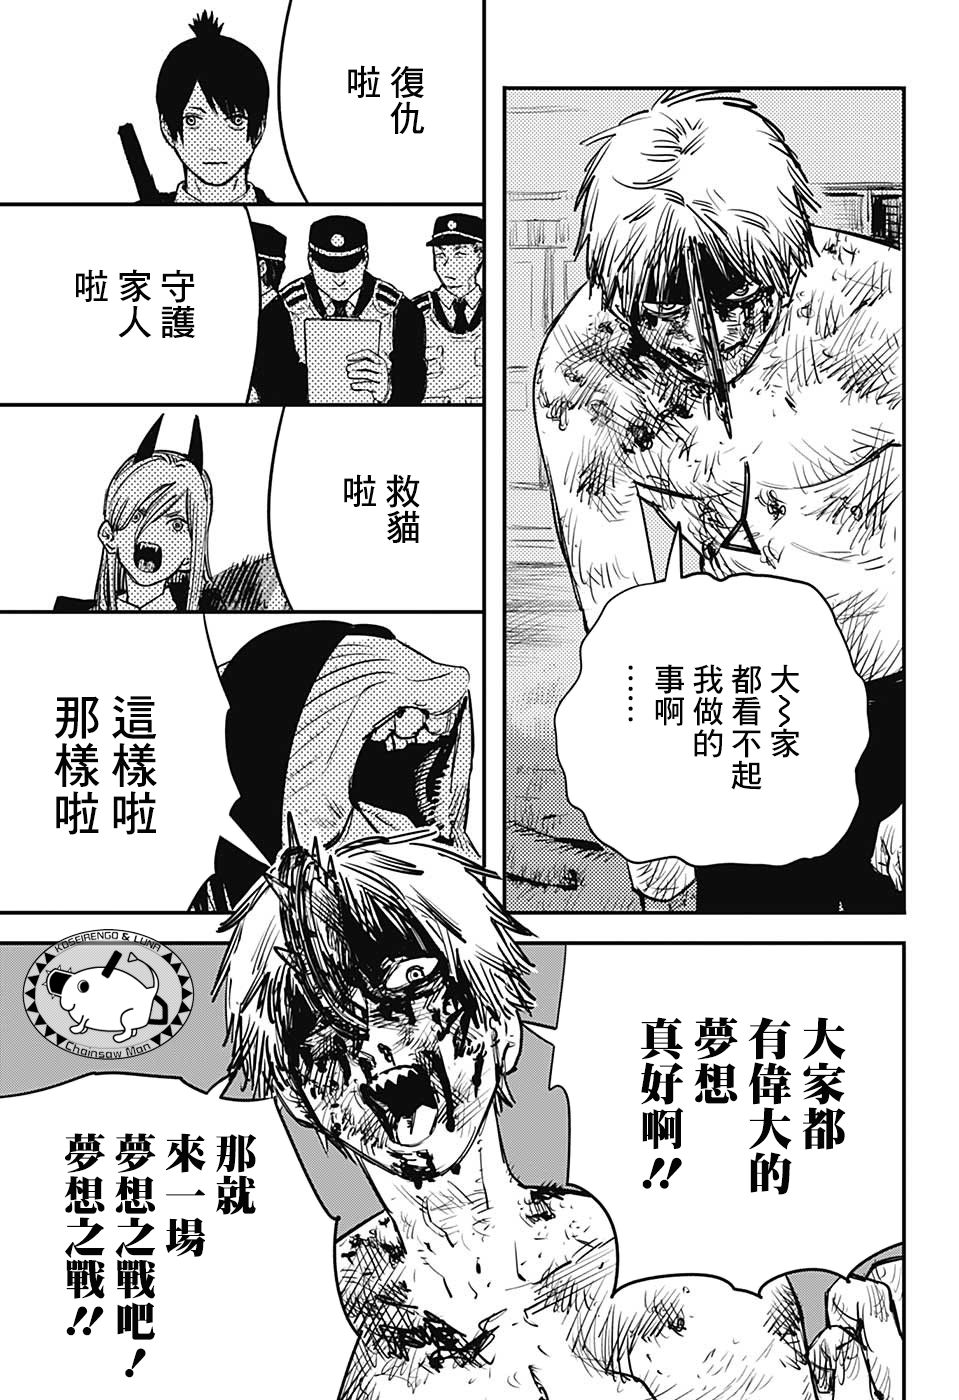 大～家
都看不起
我做的
事啊
……
復仇
啦
守護
家人
啦
救貓
啦
這樣啦
那樣啦
大家都
有偉大的
夢想
真好啊!!
那就
來一場
夢想之戰吧！
夢想之戰!!
KOSEIRENGO & LUNA
Chainsaw Man